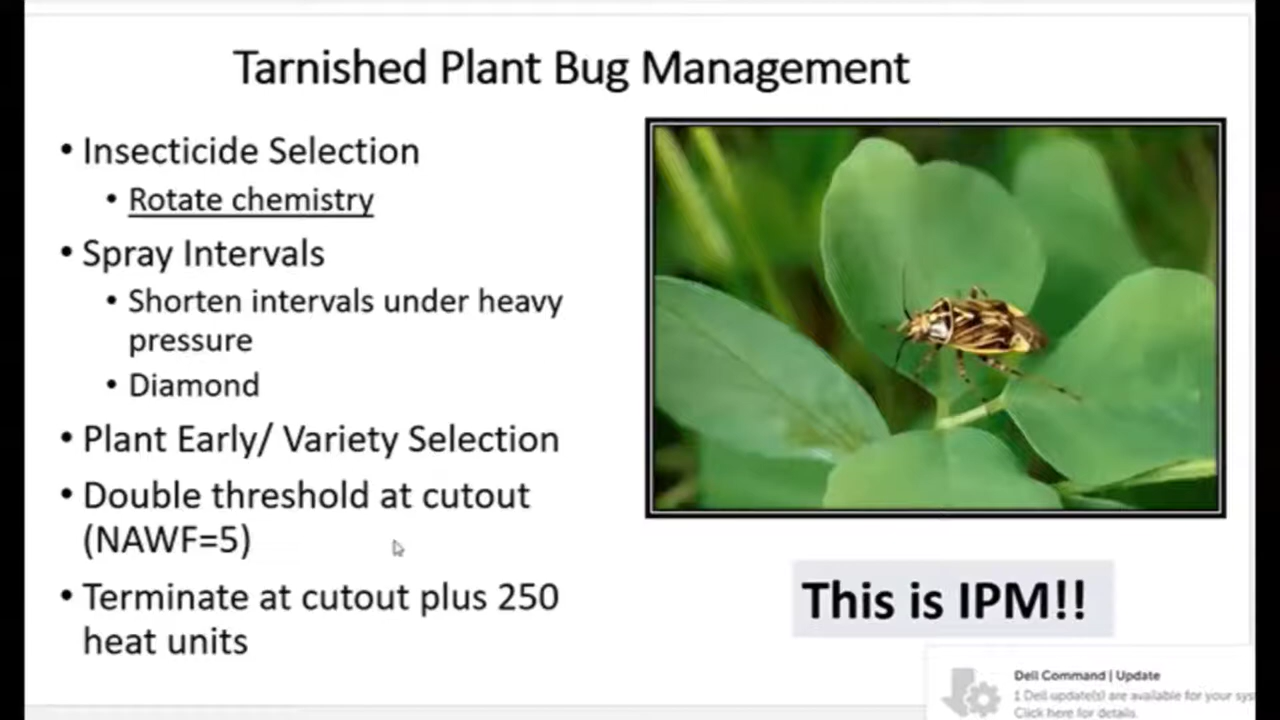 Tarnished Plant Bug Management
• Insecticide Selection
• Rotate chemistry
• Spray Intervals
• Shorten intervals under heavy
pressure
• Diamond
• Plant Early/ Variety Selection
• Double threshold at cutout
(NAWF=5)
• Terminate at cutout plus 250
heat units
This is IPM!!
Dell Command | Update
1 Dell update(s) are available for your sys
Click here for details.